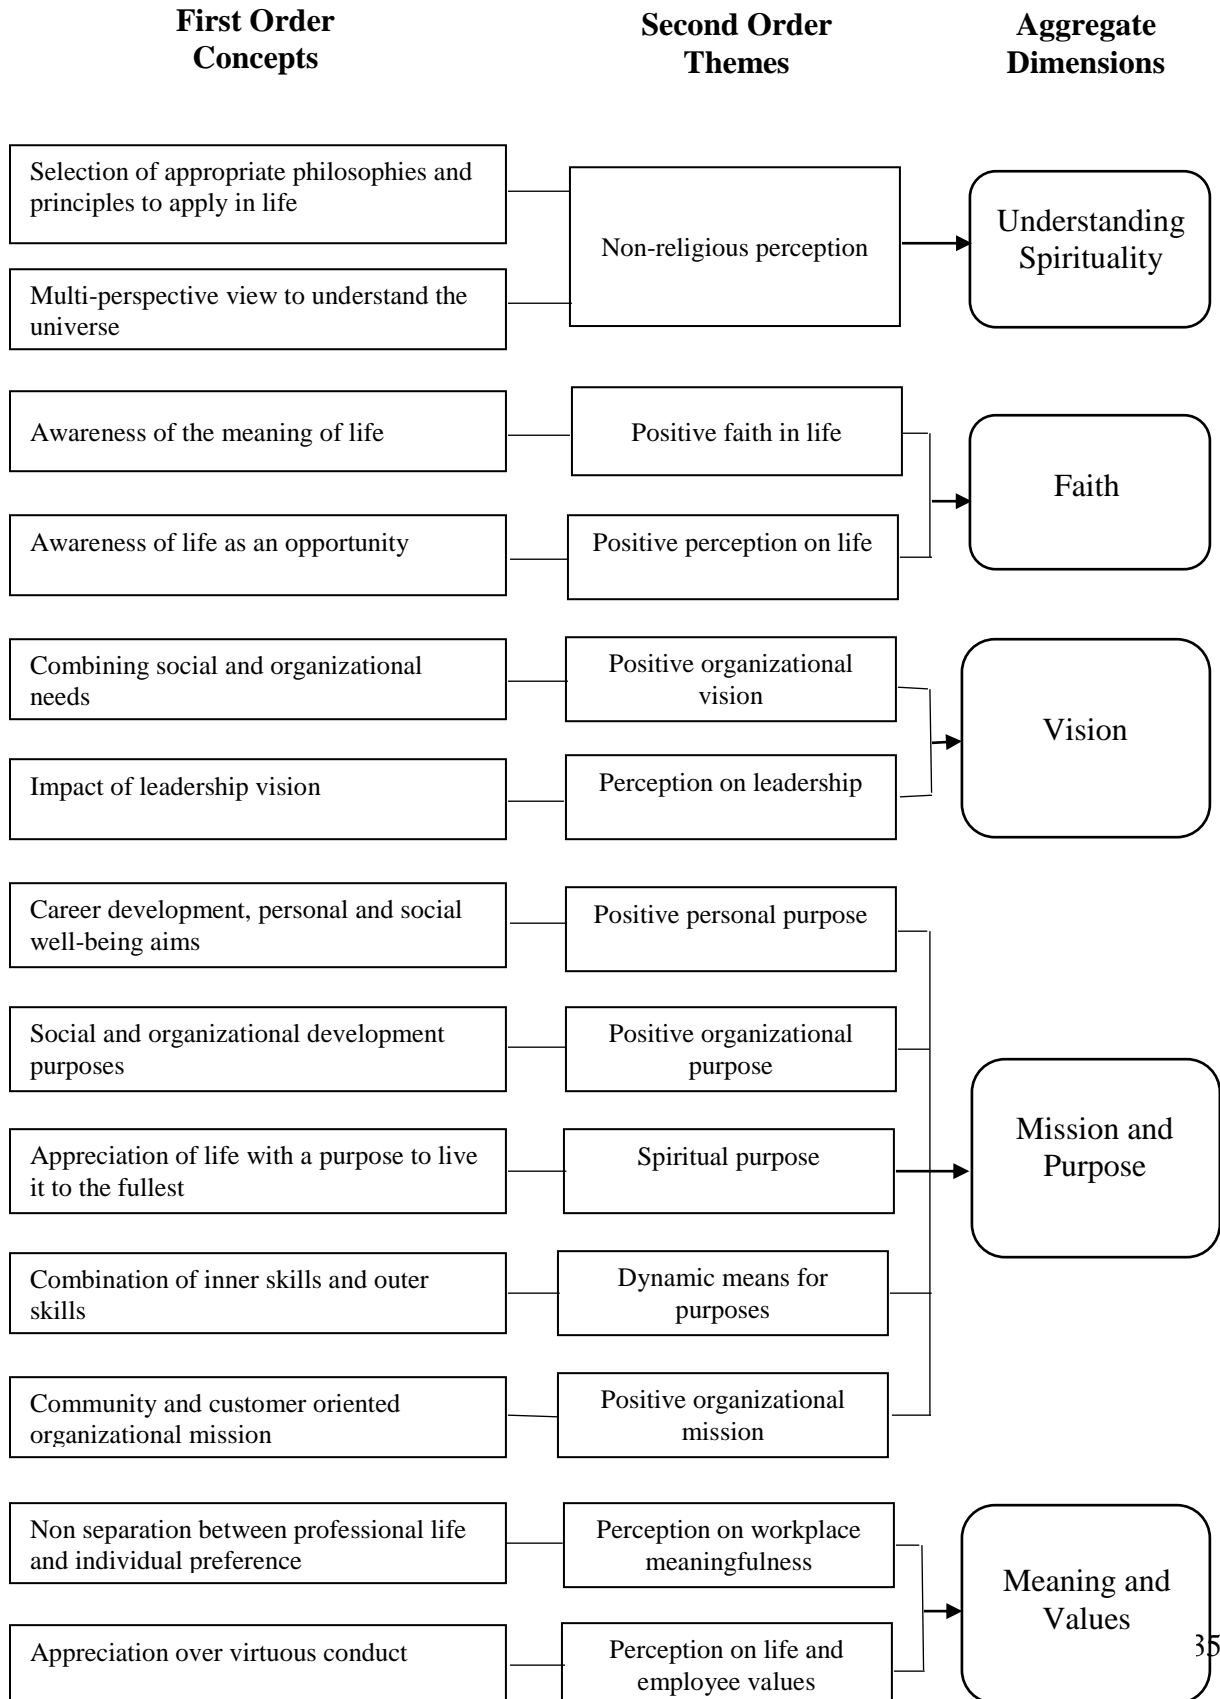 First Order
Concepts
Second Order
Themes
Aggregate
Dimensions
Selection of appropriate philosophies and
principles to apply in life
Non-religious perception
Understanding
Spirituality
Multi-perspective view to understand the
universe
Awareness of the meaning of life
Positive faith in life
Faith
Awareness of life as an opportunity
Positive perception on life
Combining social and organizational
needs
Positive organizational
vision
Vision
Impact of leadership vision
Perception on leadership
Career development, personal and social
well-being aims
Positive personal purpose
Social and organizational development
purposes
Positive organizational
purpose
Mission and
Purpose
Appreciation of life with a purpose to live
it to the fullest
Spiritual purpose
Combination of inner skills and outer
skills
Dynamic means for
purposes
Community and customer oriented
organizational mission
Positive organizational
mission
Non separation between professional life
and individual preference
Perception on workplace
meaningfulness
Meaning and
Values
Appreciation over virtuous conduct
Perception on life and
employee values